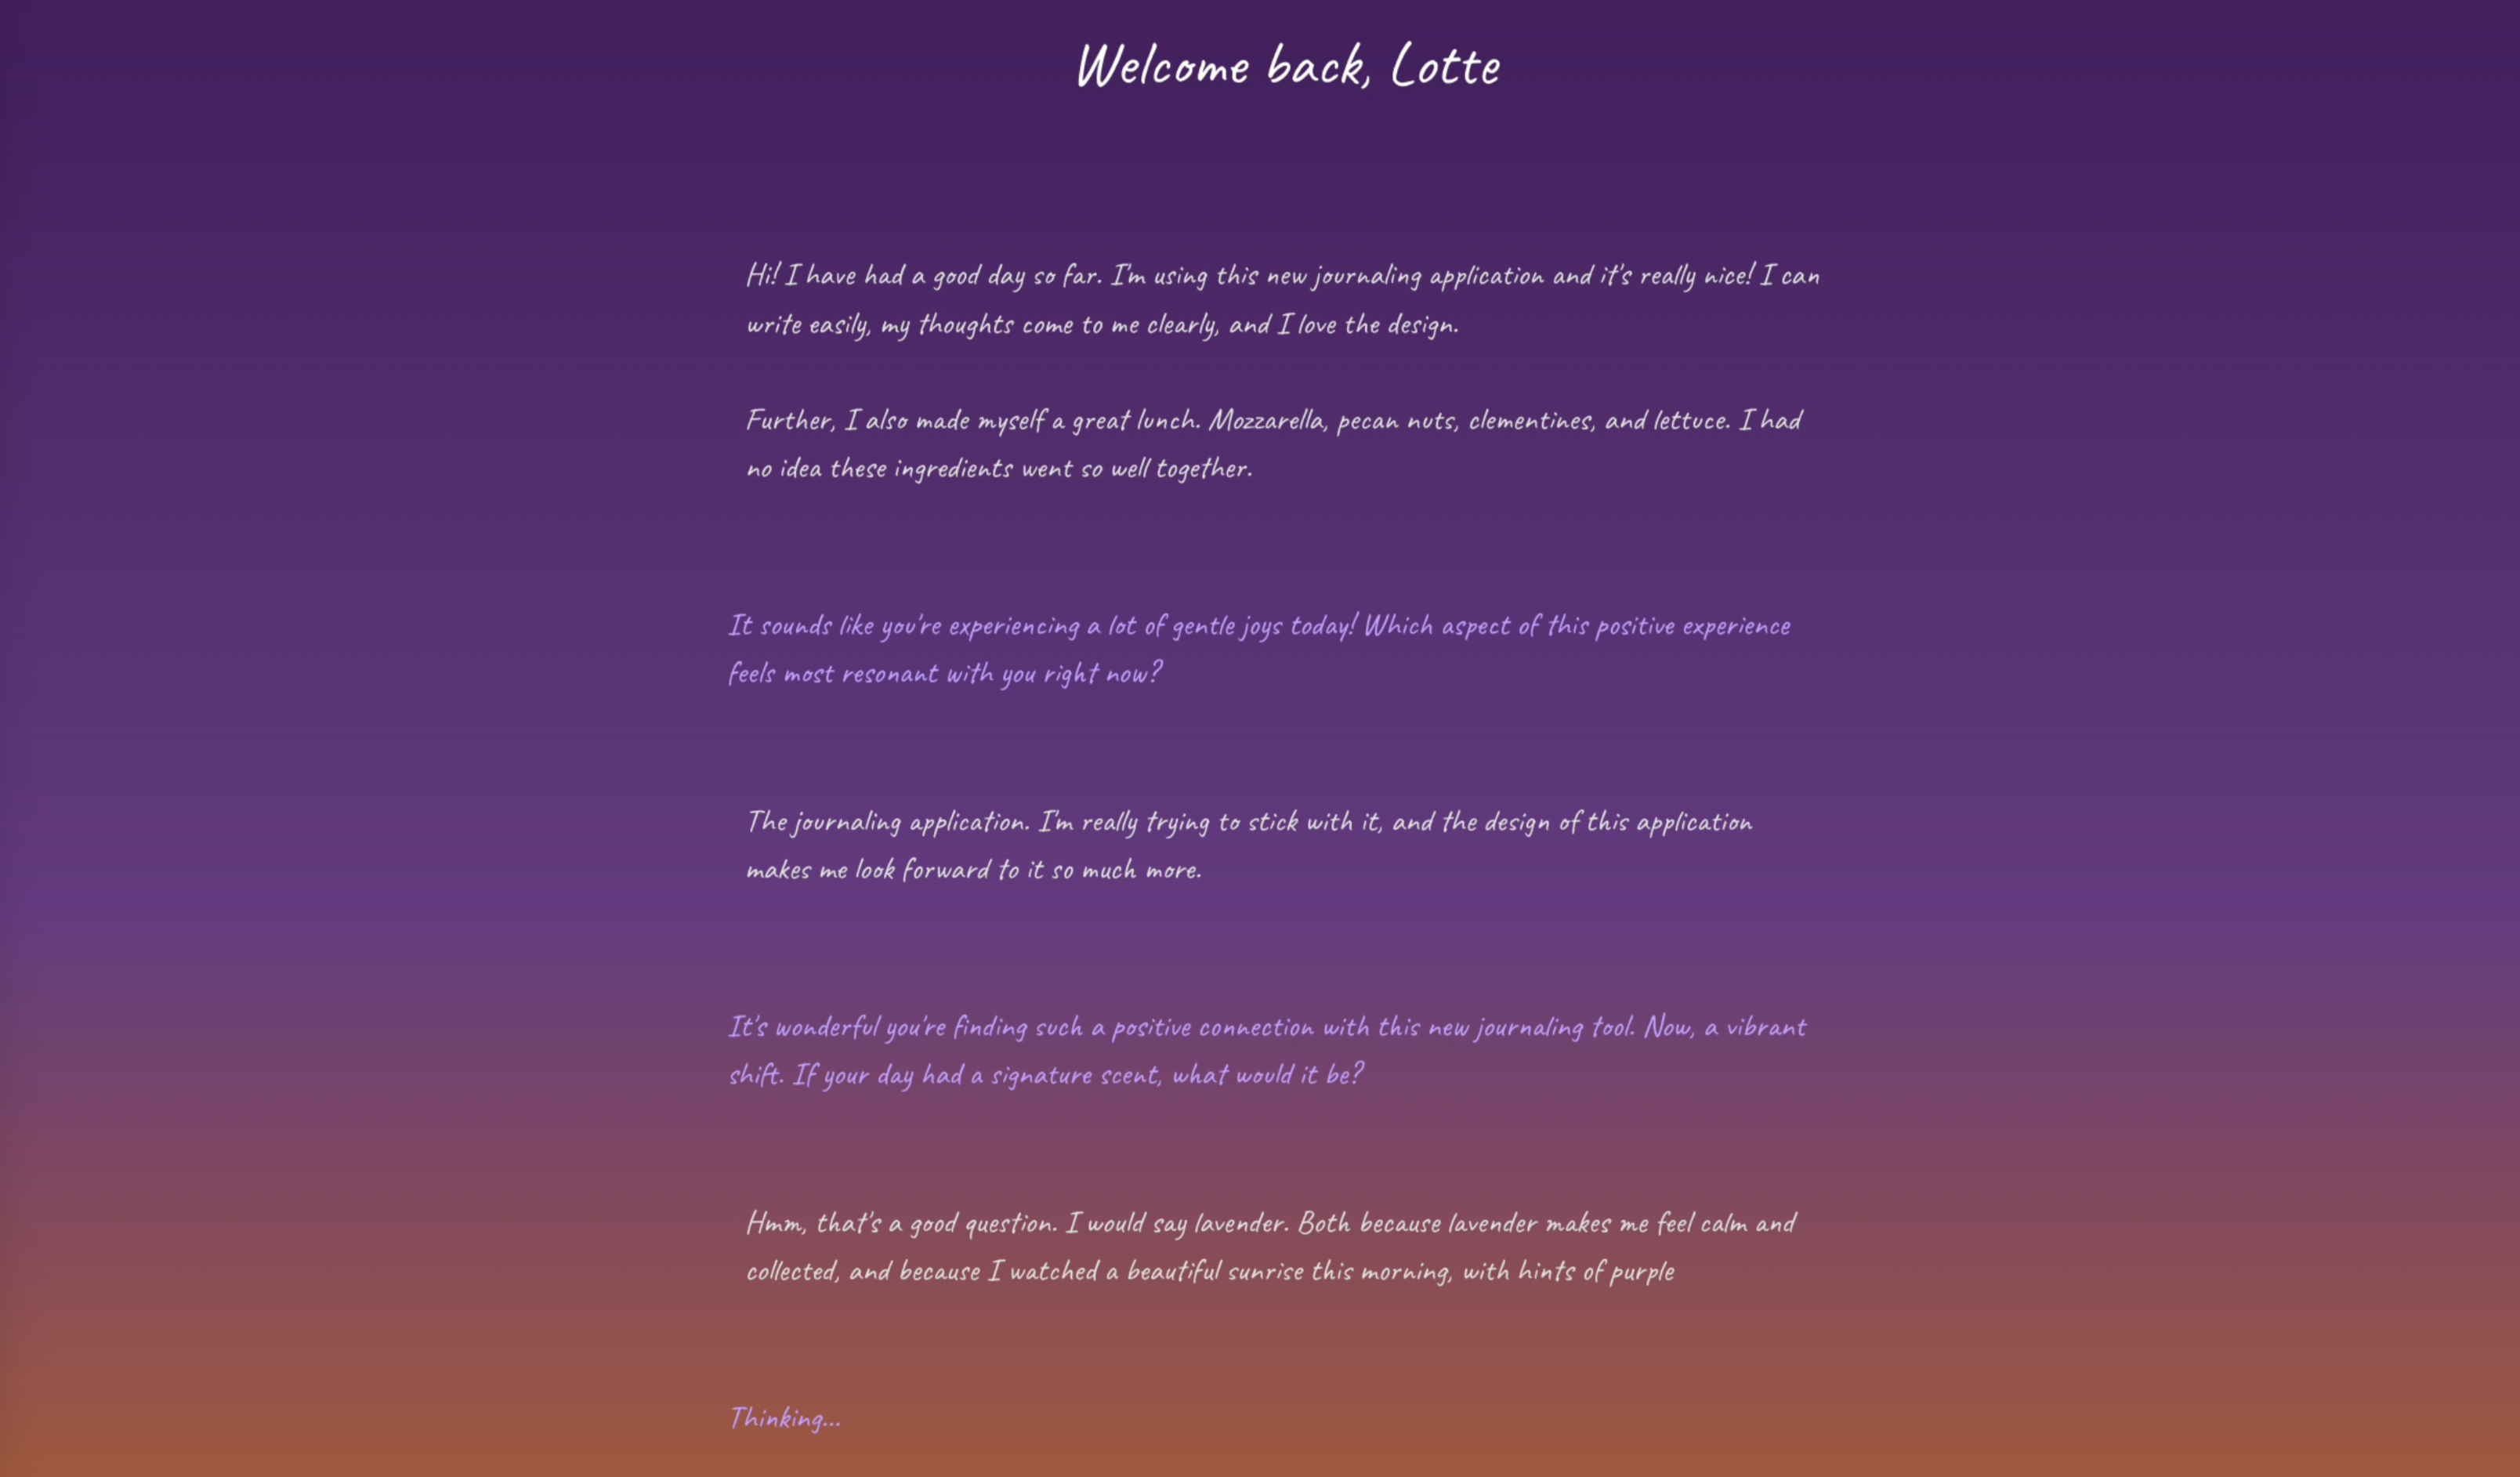 Welcome back, Lotte
Hi! I have had a good day so far. I'm using this new journaling application and it's really nice! I can
write easily, my thoughts come to me clearly, and I love the design.
Further, I also made myself a great lunch. Mozzarella, pecan nuts, clementines, and lettuce. I had
no idea these ingredients went so well together.
It sounds like you're experiencing a lot of gentle joys today! Which aspect of this positive experience
feels most resonant with you right now?
The journaling application. I'm really trying to stick with it, and the design of this application
makes me look forward to it so much more.
It's wonderful you're finding such a positive connection with this new journaling tool. Now, a vibrant
shift. If your day had a signature scent, what would it be?
Hmm, that's a good question. I would say lavender. Both because lavender makes me feel calm and
collected, and because I watched a beautiful sunrise this morning, with hints of purple
Thinking...